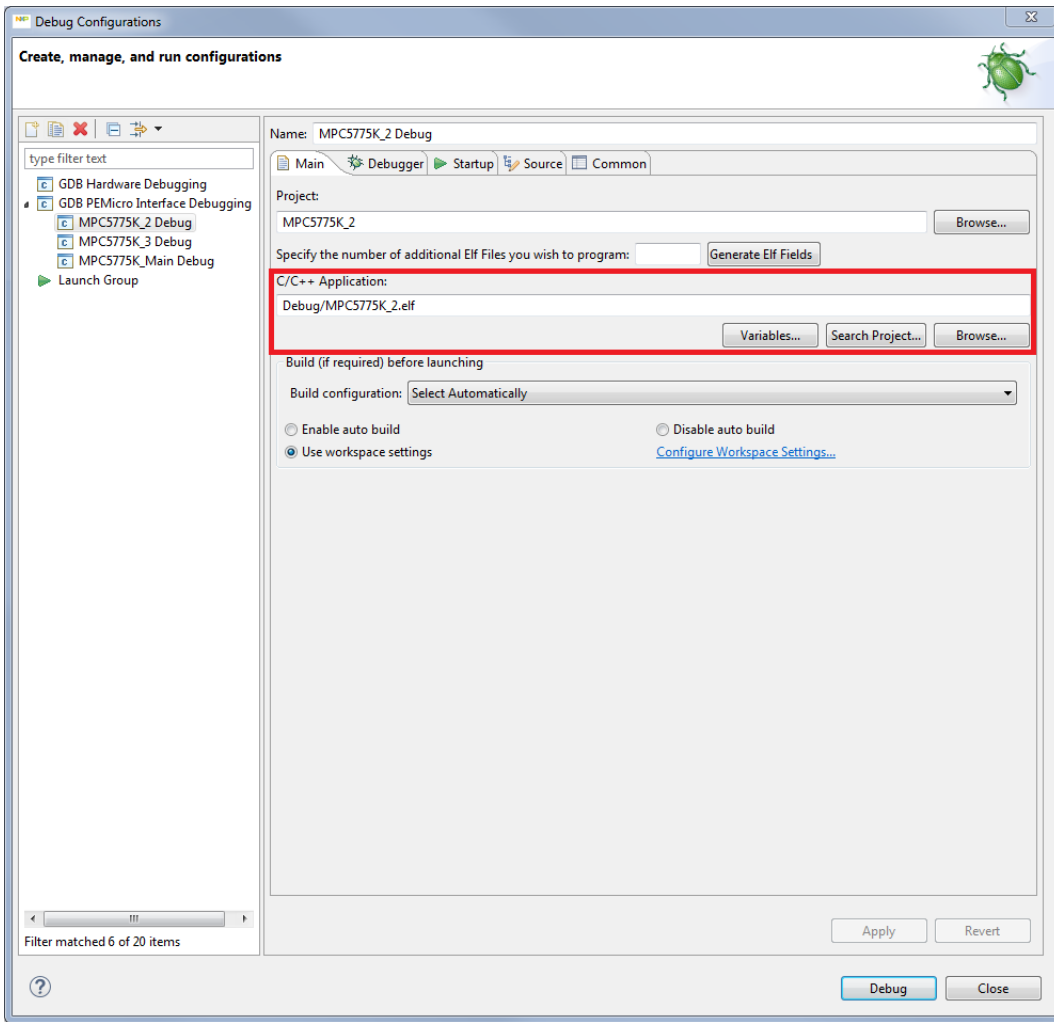 NXP Debug Configurations
Create, manage, and run configurations
type filter text
GDB Hardware Debugging
GDB PEMicro Interface Debugging
MPC5775K_2 Debug
MPC5775K_3 Debug
MPC5775K_Main Debug
Launch Group
Filter matched 6 of 20 items
Name: MPC5775K_2 Debug
Main Debugger Startup Source Common
Project:
MPC5775K_2 Browse...
Specify the number of additional Elf Files you wish to program: Generate Elf Fields
C/C++ Application:
Debug/MPC5775K_2.elf
Variables... Search Project... Browse...
Build (if required) before launching
Build configuration: Select Automatically
Enable auto build Disable auto build
Use workspace settings Configure Workspace Settings...
Apply Revert
? Debug Close